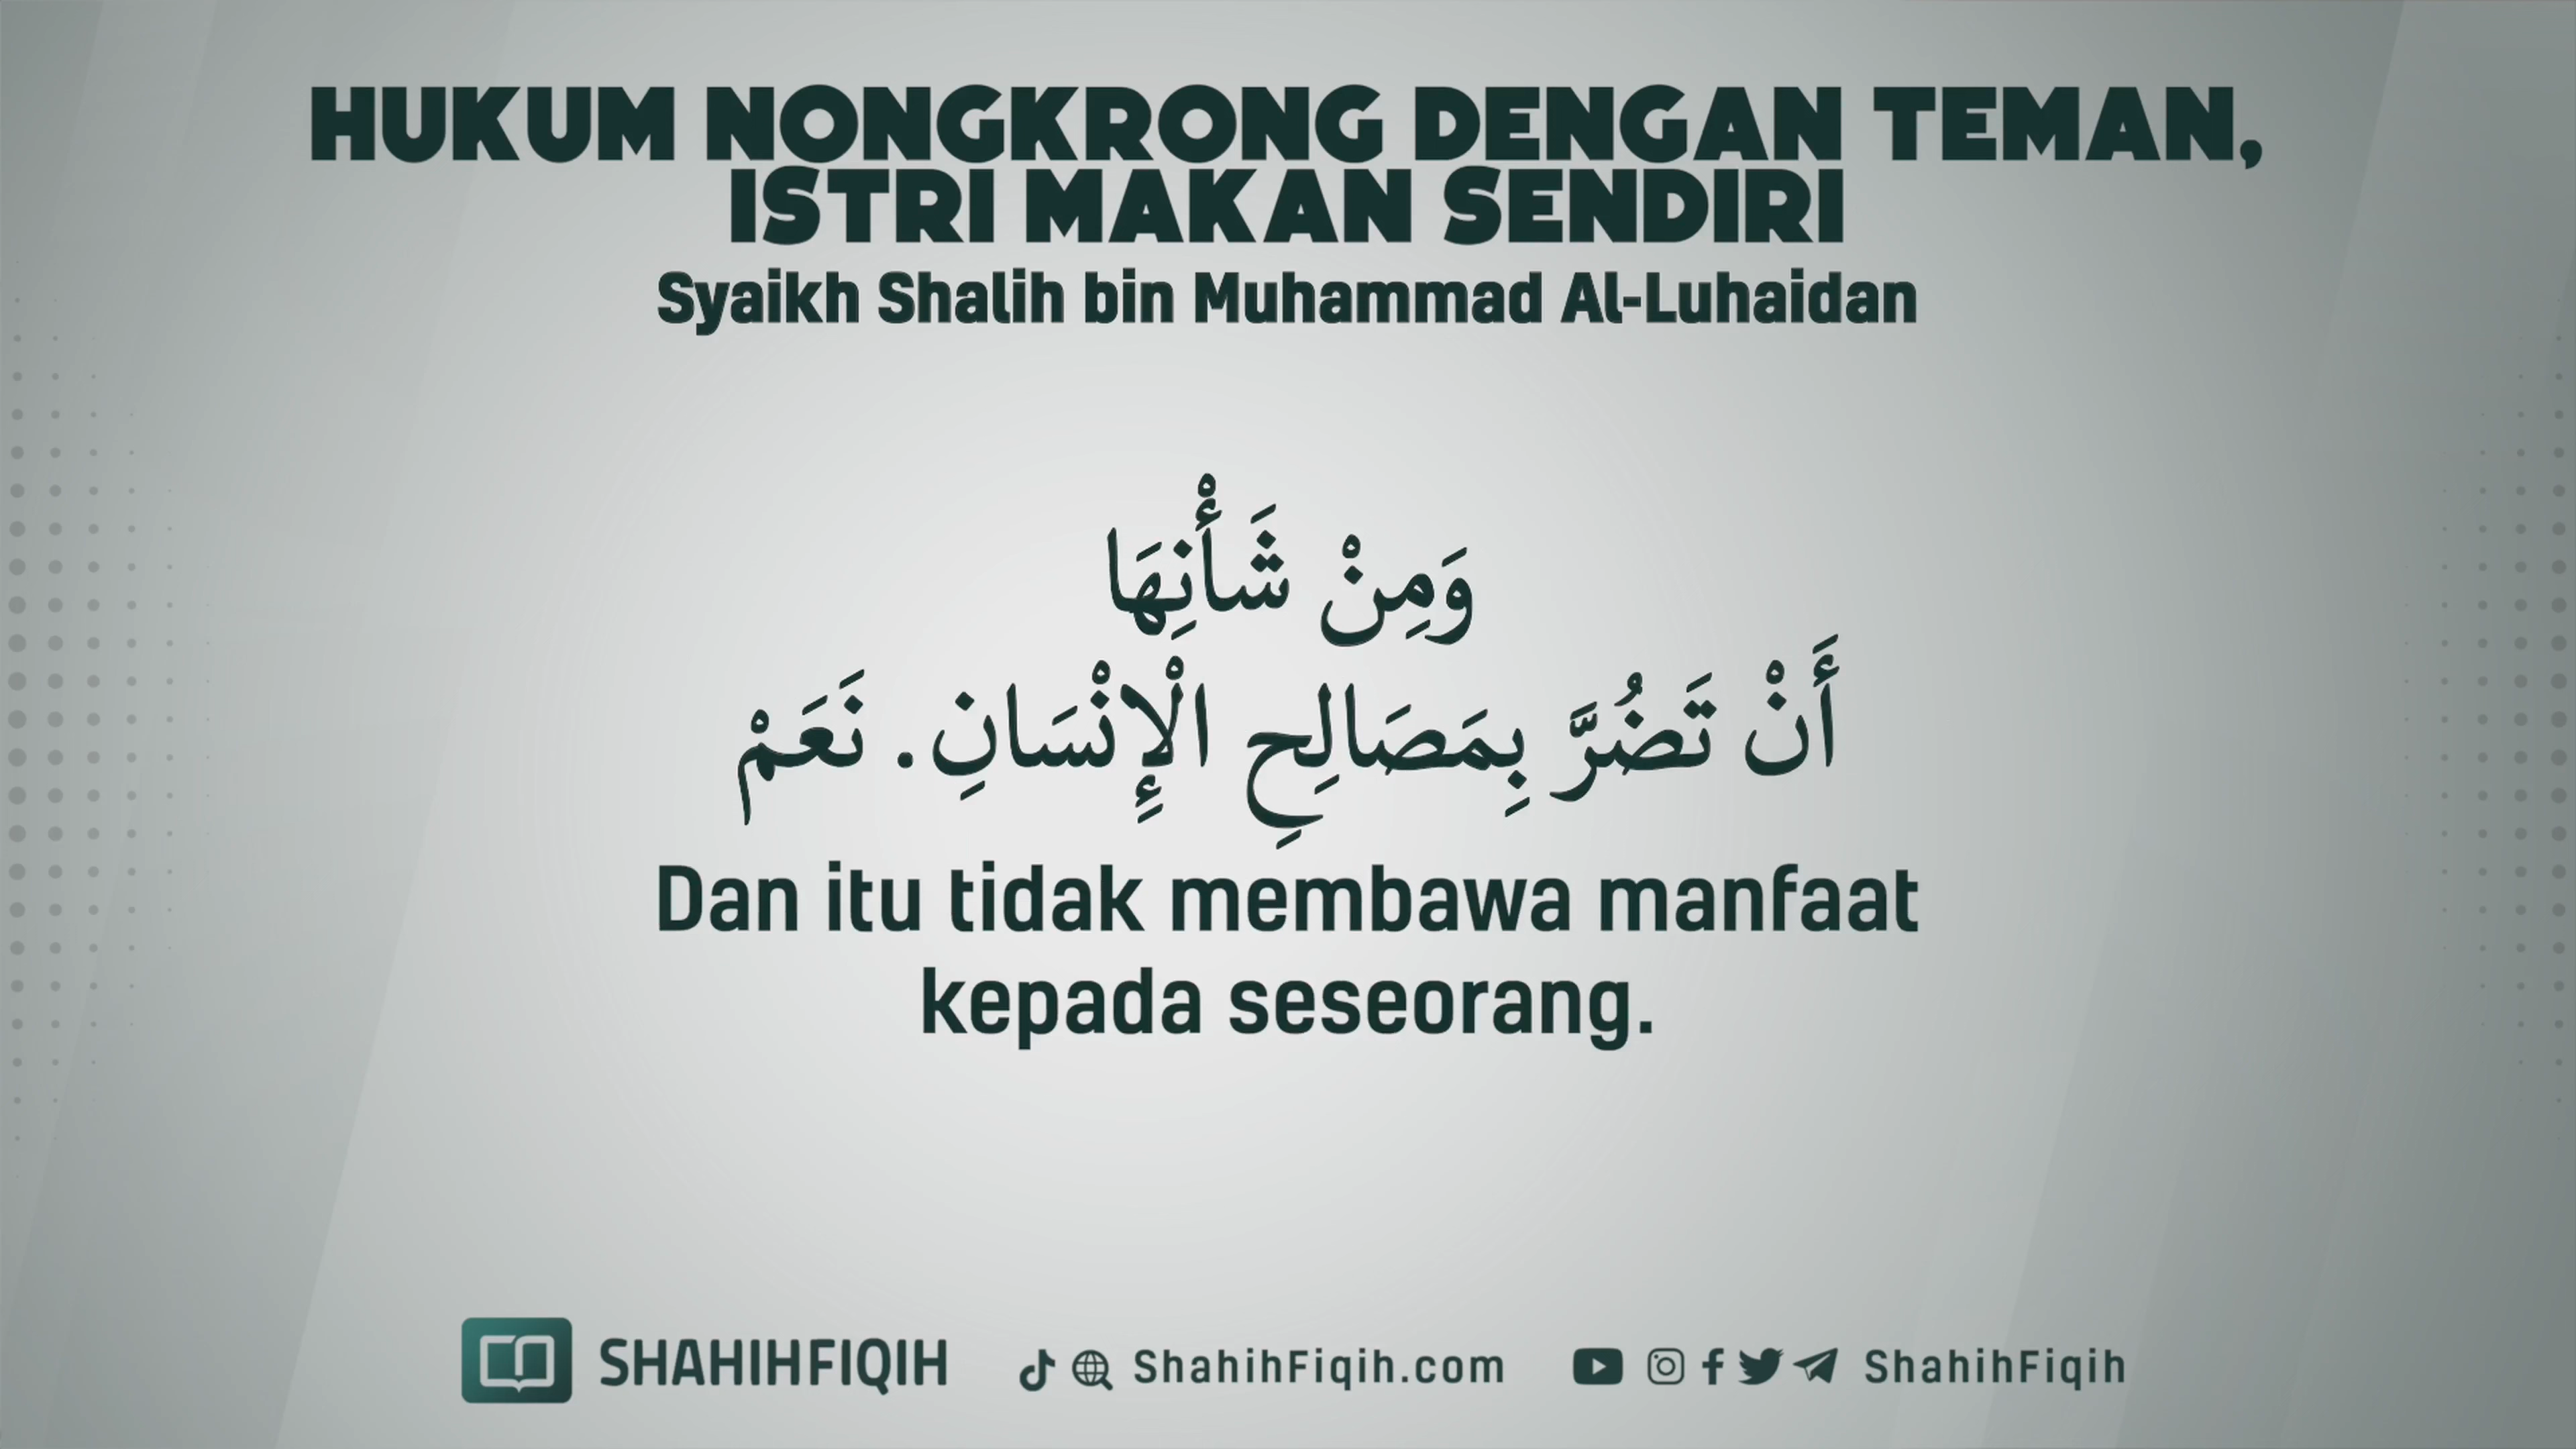 HUKUM NONGKRONG DENGAN TEMAN,
ISTRI MAKAN SENDIRI
Syaikh Shalih bin Muhammad Al-Luhaidan
وَمِنْ شَأْنِهَا
أَنْ تَضُرَّ بِمَصَالِحِ الْإِنْسَانِ. نَعَمْ
Dan itu tidak membawa manfaat
kepada seseorang.
SHAHIHFIQIH ShahihFiqih.com ShahihFiqih